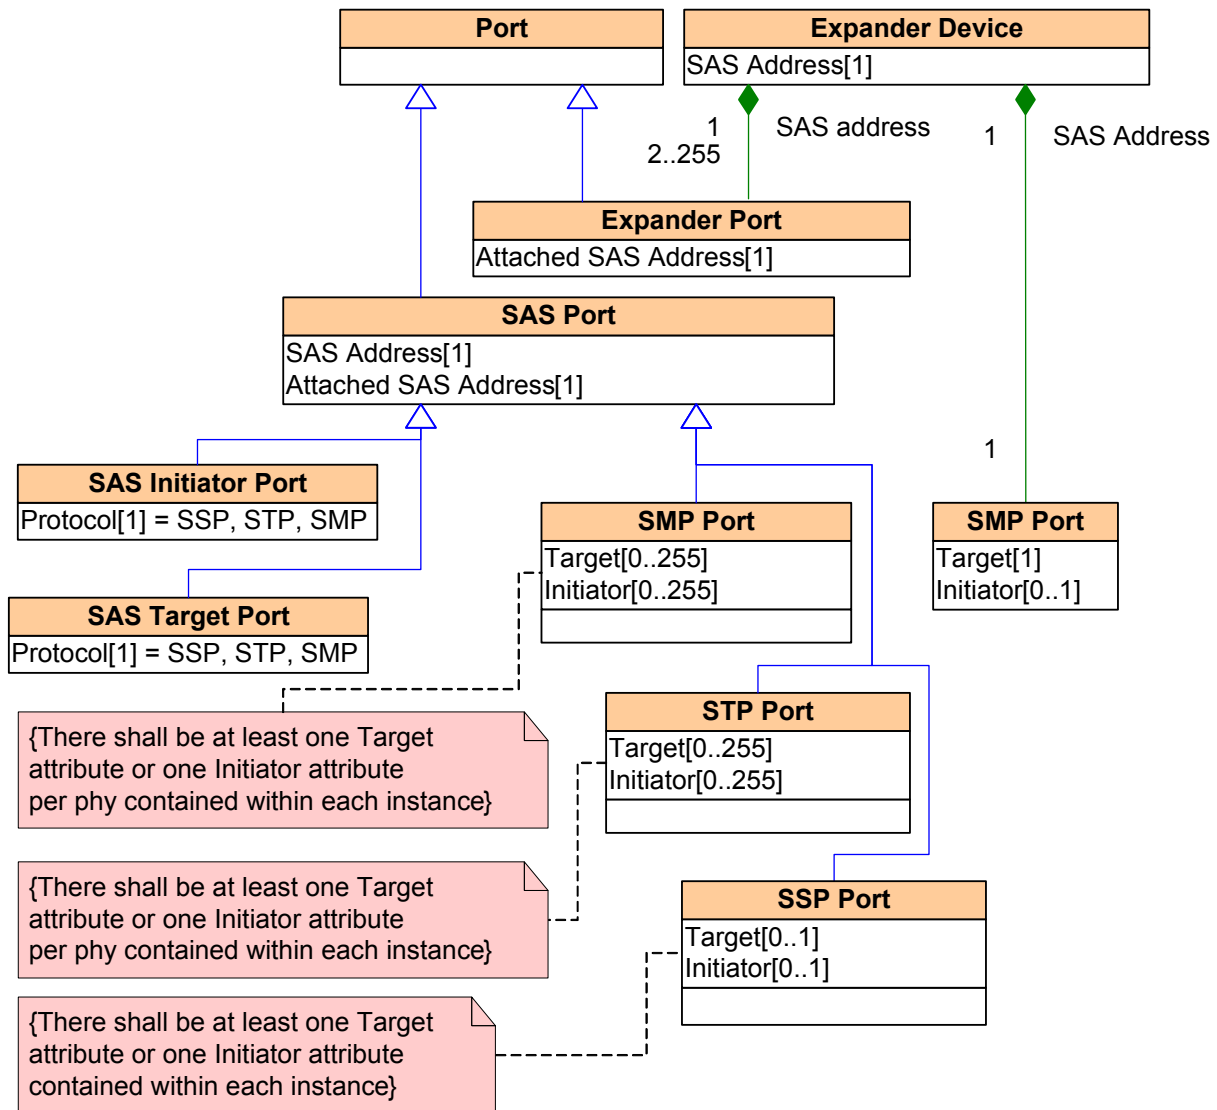 Port
Expander Device
SAS Address[1]
1
SAS address
2..255
1
SAS Address
Expander Port
Attached SAS Address[1]
SAS Port
SAS Address[1]
Attached SAS Address[1]
1
SAS Initiator Port
Protocol[1] = SSP, STP, SMP
SMP Port
Target[0..255]
Initiator[0..255]
SMP Port
Target[1]
Initiator[0..1]
SAS Target Port
Protocol[1] = SSP, STP, SMP
STP Port
Target[0..255]
Initiator[0..255]
{There shall be at least one Target
attribute or one Initiator attribute
per phy contained within each instance}
{There shall be at least one Target
attribute or one Initiator attribute
per phy contained within each instance}
SSP Port
Target[0..1]
Initiator[0..1]
{There shall be at least one Target
attribute or one Initiator attribute
contained within each instance}